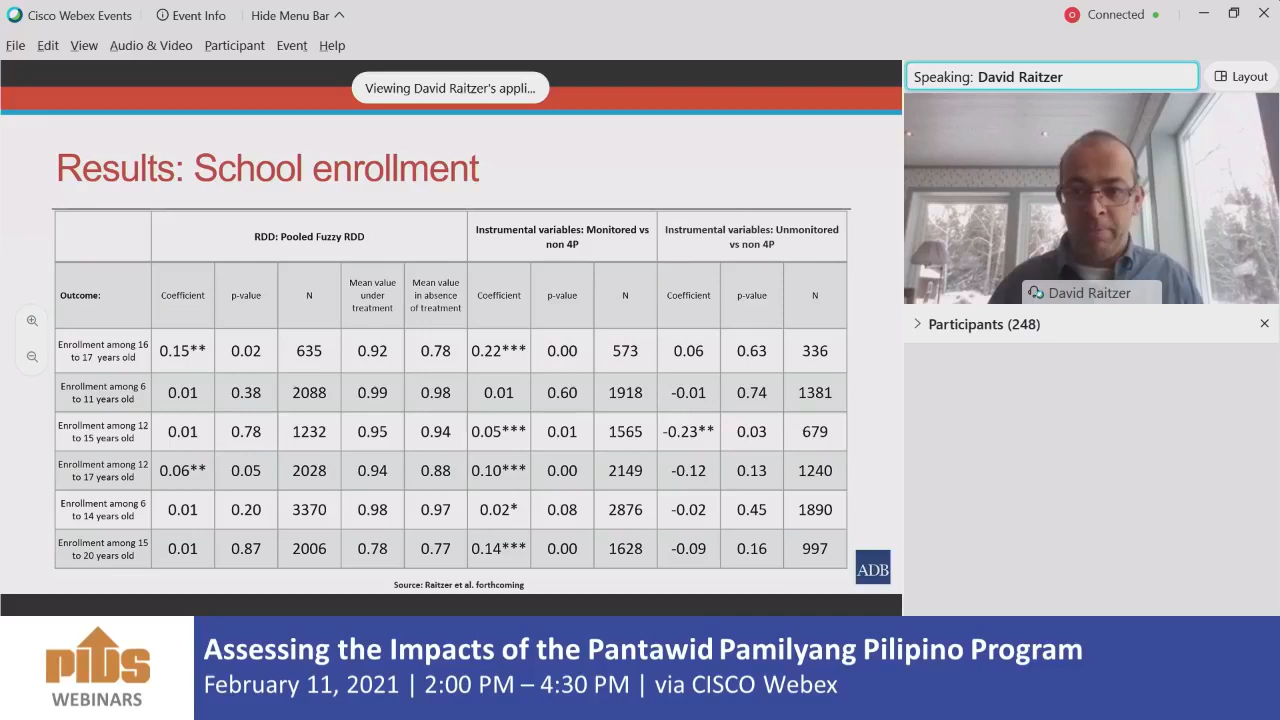 Cisco Webex Events
Event Info
Hide Menu Bar
Connected
File Edit View Audio & Video Participant Event Help
Viewing David Raitzer's appli...
Speaking: David Raitzer
Layout
Results: School enrollment
RDD: Pooled Fuzzy RDD
Instrumental variables: Monitored vs
non 4P
Instrumental variables: Unmonitored
vs non 4P
Outcome:
Coefficient
p-value
N
Mean value
under
treatment
Mean value
in absence
of treatment
Coefficient
p-value
N
Coefficient
p-value
N
Enrollment among 16
to 17 years old
0.15** 0.02 635 0.92 0.78 0.22*** 0.00 573 0.06 0.63 336
Enrollment among 6
to 11 years old
0.01 0.38 2088 0.99 0.98 0.01 0.60 1918 -0.01 0.74 1381
Enrollment among 12
to 15 years old
0.01 0.78 1232 0.95 0.94 0.05*** 0.01 1565 -0.23** 0.03 679
Enrollment among 12
to 17 years old
0.06** 0.05 2028 0.94 0.88 0.10*** 0.00 2149 -0.12 0.13 1240
Enrollment among 6
to 14 years old
0.01 0.20 3370 0.98 0.97 0.02* 0.08 2876 -0.02 0.45 1890
Enrollment among 15
to 20 years old
0.01 0.87 2006 0.78 0.77 0.14*** 0.00 1628 -0.09 0.16 997
Source: Raitzer et al. forthcoming
ADB
David Raitzer
Participants (248)
PIDS
WEBINARS
Assessing the Impacts of the Pantawid Pamilyang Pilipino Program
February 11, 2021 | 2:00 PM – 4:30 PM | via CISCO Webex